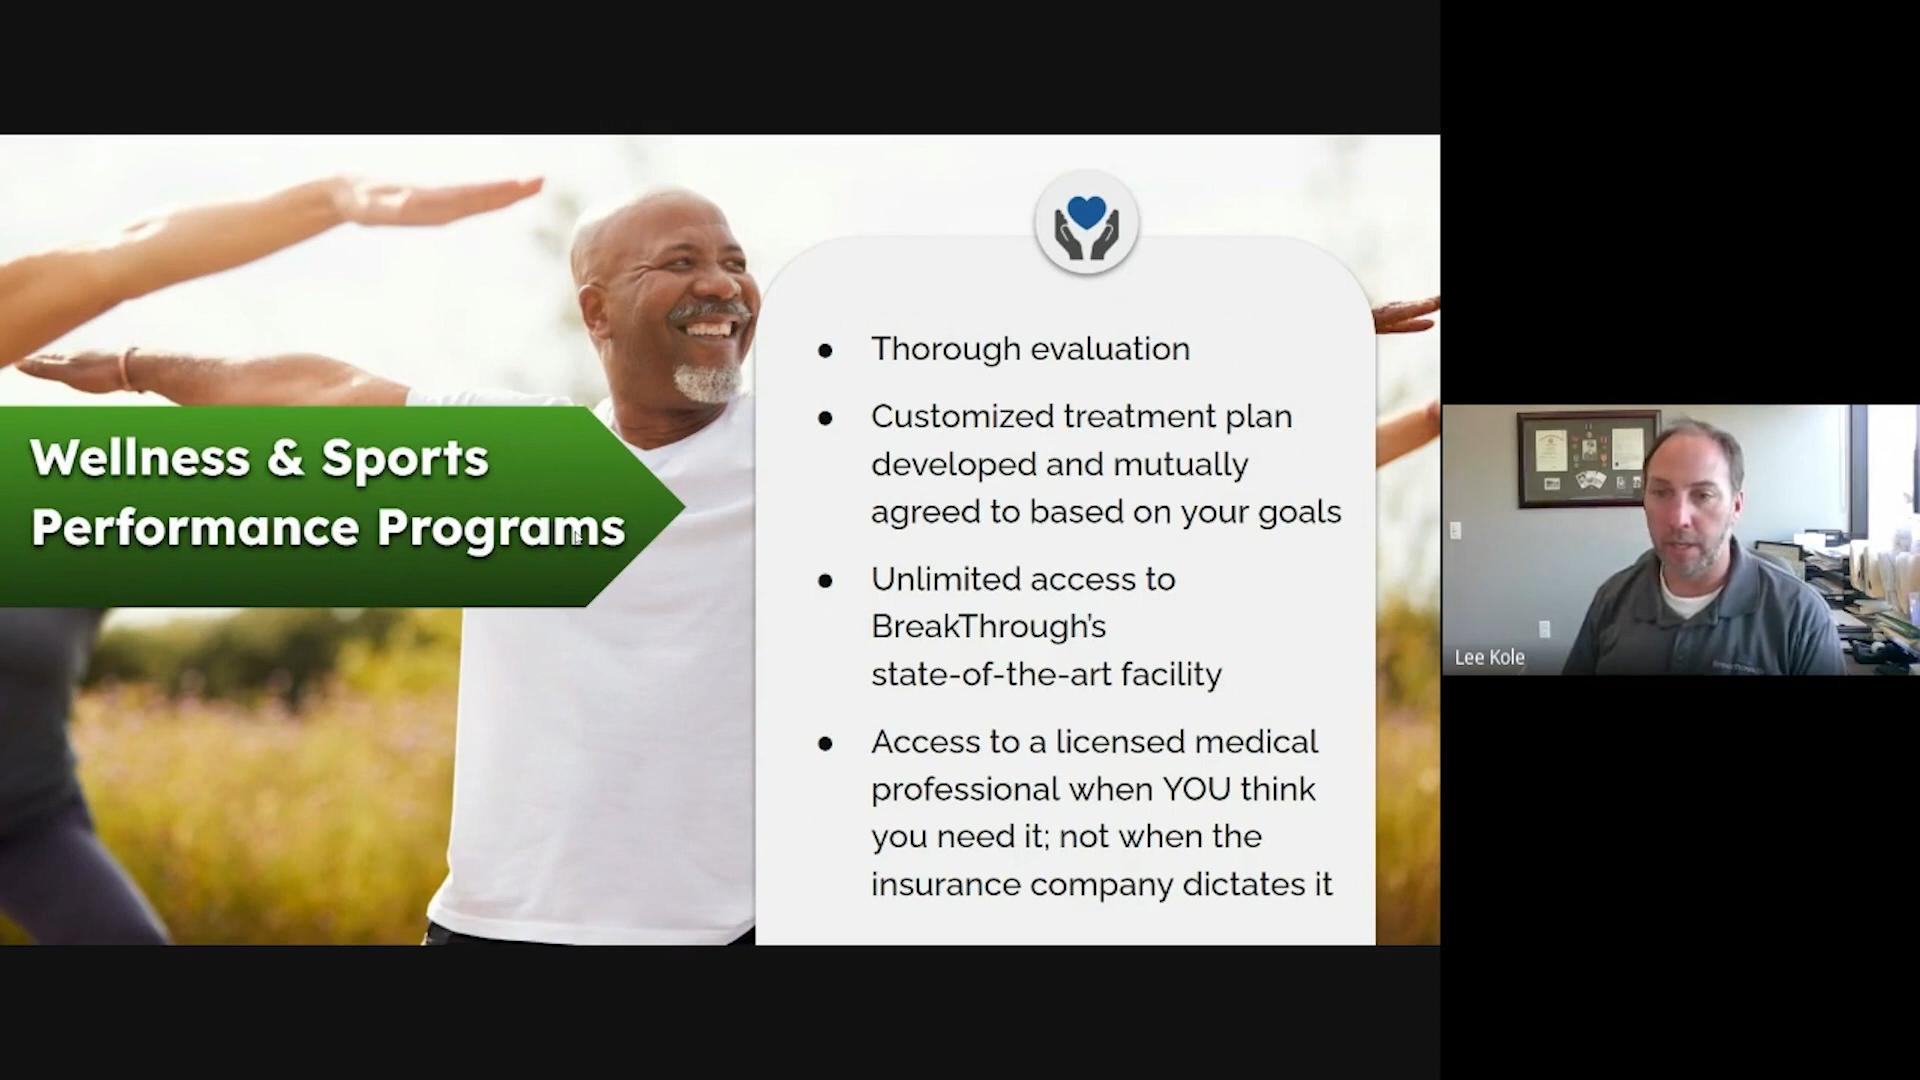 Wellness & Sports
Performance Programs
● Thorough evaluation
● Customized treatment plan
developed and mutually
agreed to based on your goals
● Unlimited access to
BreakThrough's
state-of-the-art facility
● Access to a licensed medical
professional when YOU think
you need it; not when the
insurance company dictates it
Lee Kole